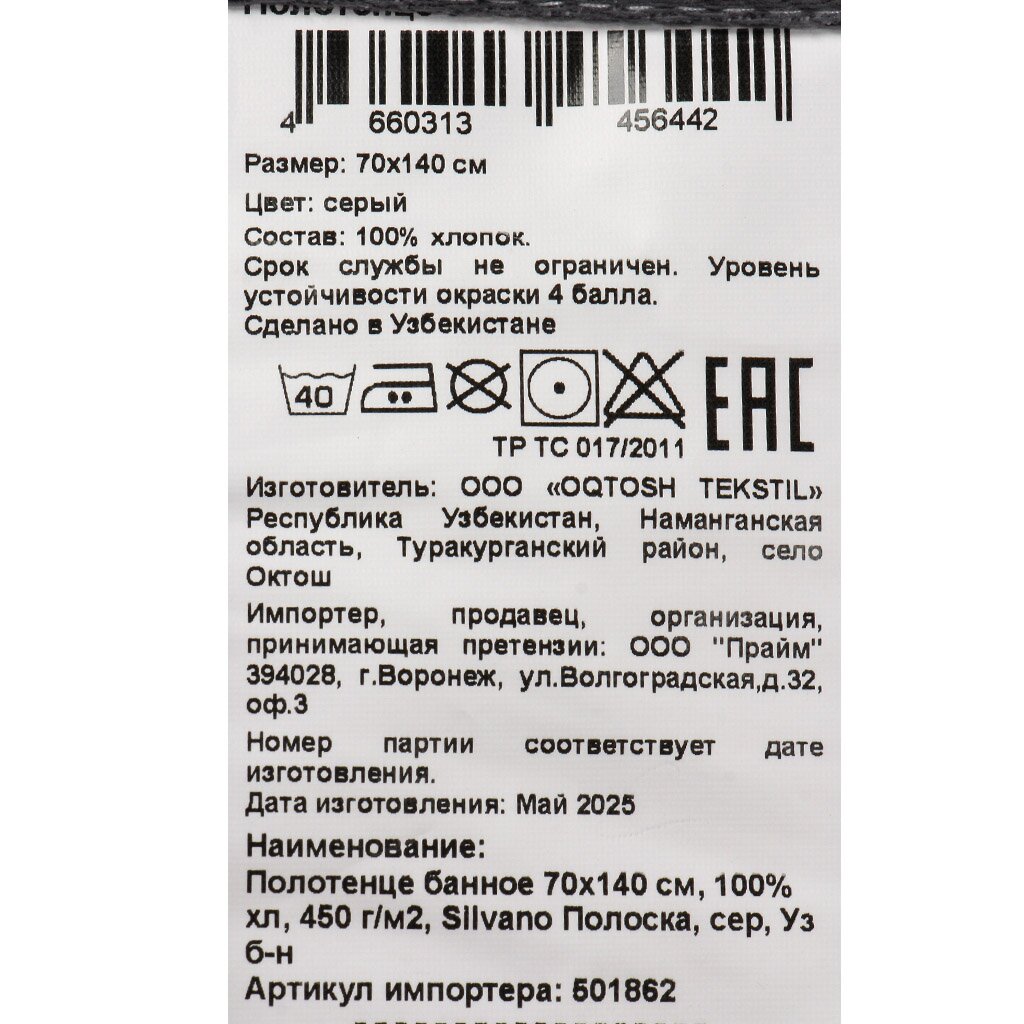 Полотенце
4 660313 456442
Размер: 70х140 см
Цвет: серый
Состав: 100% хлопок.
Срок службы не ограничен. Уровень
устойчивости окраски 4 балла.
Сделано в Узбекистане
40
EAC
ТР ТС 017/2011
Изготовитель: ООО «OQTOSH TEKSTIL»
Республика Узбекистан, Наманганская
область, Туракурганский район, село
Октош
Импортер, продавец, организация,
принимающая претензии: ООО "Прайм"
394028, г.Воронеж, ул.Волгоградская,д.32,
оф.3
Номер партии соответствует дате
изготовления.
Дата изготовления: Май 2025
Наименование:
Полотенце банное 70х140 см, 100%
хл, 450 г/м2, Silvano Полоска, сер, Уз
б-н
Артикул импортера: 501862